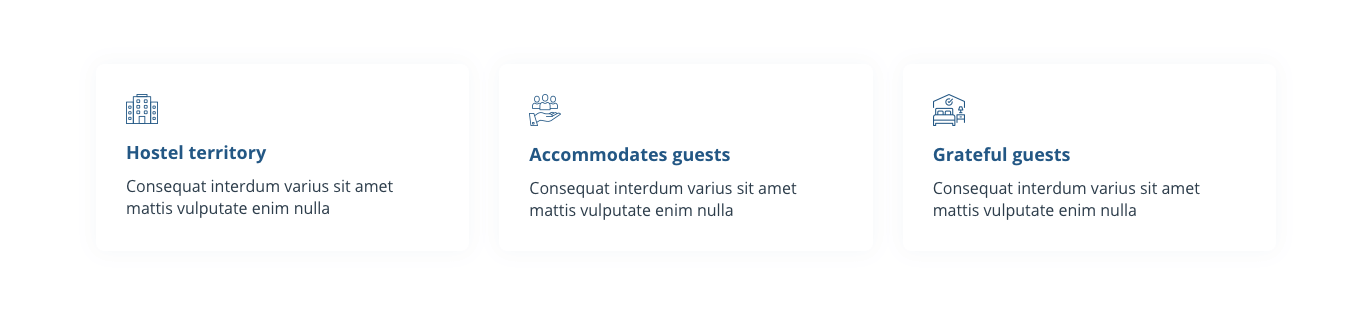 Hostel territory
Consequat interdum varius sit amet
mattis vulputate enim nulla
Accommodates guests
Consequat interdum varius sit amet
mattis vulputate enim nulla
Grateful guests
Consequat interdum varius sit amet
mattis vulputate enim nulla